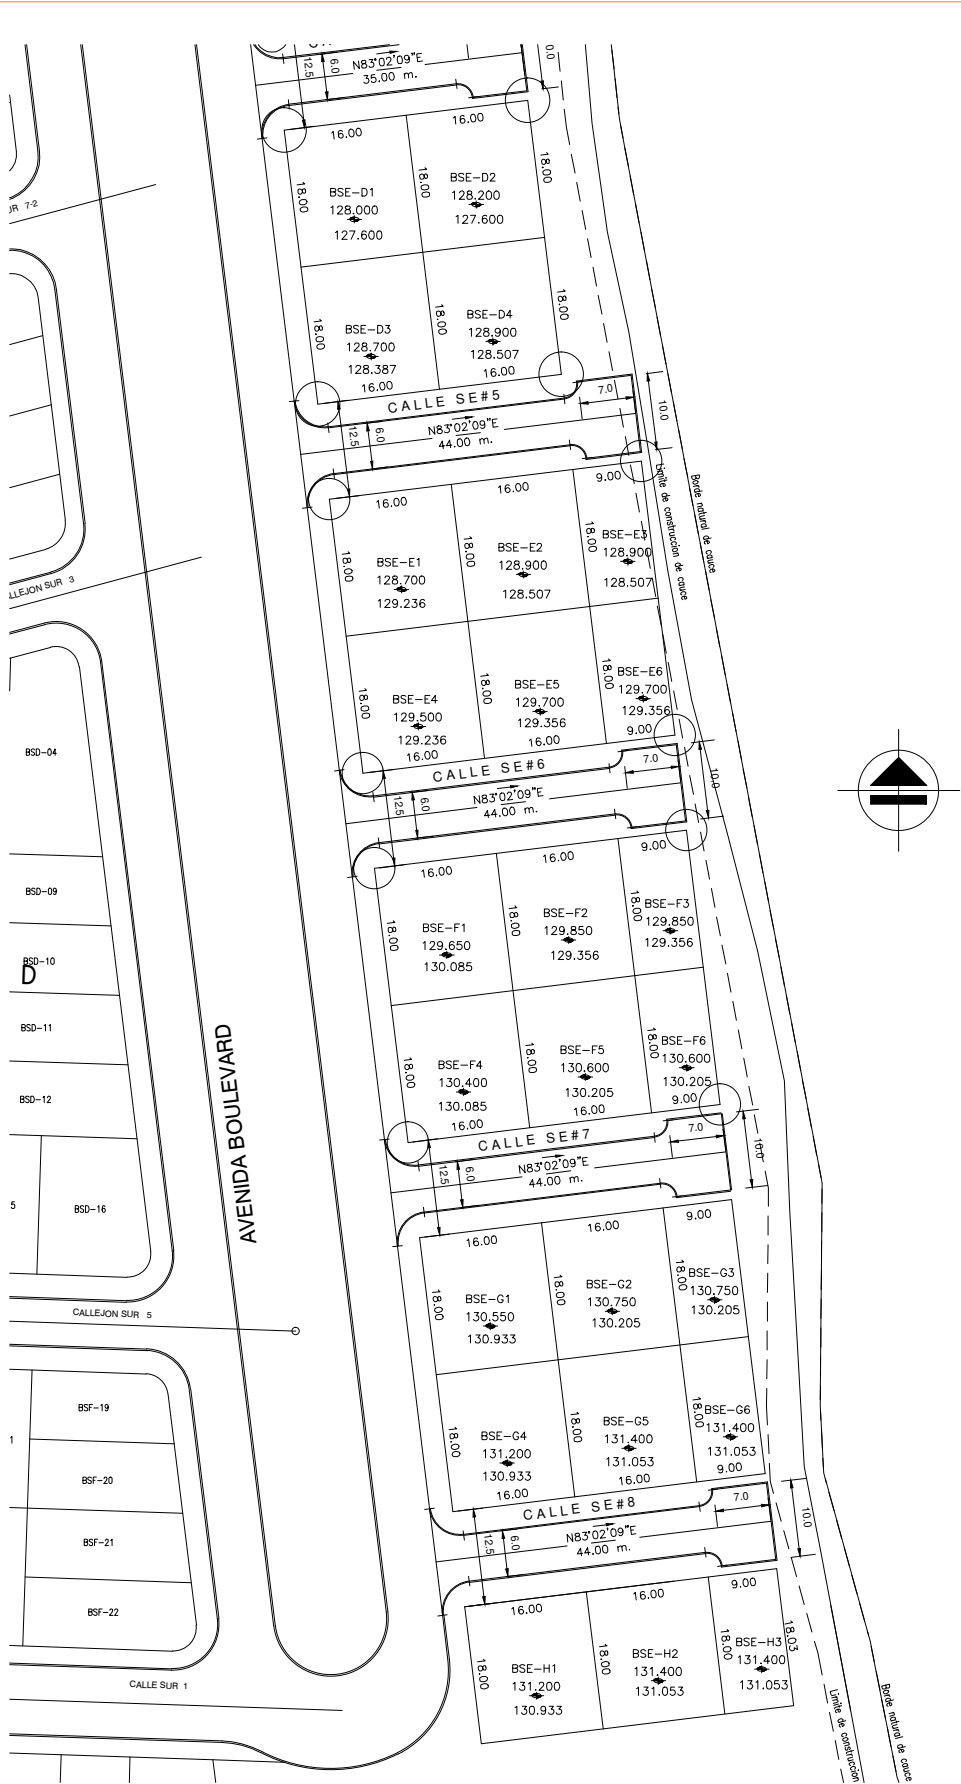 N83°02'09"E
35.00 m.
12.5
6.0
16.00
16.00
BSE-D1
128.000
127.600
BSE-D2
128.200
127.600
18.00
18.00
18.00
BSE-D3
128.700
128.387
16.00
BSE-D4
128.900
128.507
16.00
18.00
18.00
18.00
CALLE SE#5
7.0
10.0
N83°02'09"E
44.00 m.
12.5
6.0
16.00
16.00
9.00
BSE-E1
128.700
129.236
BSE-E2
128.900
128.507
BSE-E3
128.900
128.507
18.00
18.00
18.00
Limite de construccion de cauce
Borde natural de cauce
BSE-E4
129.500
129.236
16.00
BSE-E5
129.700
129.356
16.00
BSE-E6
129.700
129.356
9.00
18.00
18.00
18.00
CALLE SE#6
7.0
10.0
N83°02'09"E
44.00 m.
12.5
6.0
16.00
16.00
9.00
BSE-F1
129.650
130.085
BSE-F2
129.850
129.356
BSE-F3
129.850
129.356
18.00
18.00
18.00
BSE-F4
130.400
130.085
16.00
BSE-F5
130.600
130.205
16.00
BSE-F6
130.600
130.205
9.00
18.00
18.00
18.00
CALLE SE#7
7.0
10.0
N83°02'09"E
44.00 m.
12.5
6.0
16.00
16.00
9.00
BSE-G1
130.550
130.933
BSE-G2
130.750
130.205
BSE-G3
130.750
130.205
18.00
18.00
18.00
BSE-G4
131.200
130.933
16.00
BSE-G5
131.400
131.053
16.00
BSE-G6
131.400
131.053
9.00
18.00
18.00
18.00
CALLE SE#8
7.0
10.0
N83°02'09"E
44.00 m.
12.5
6.0
16.00
16.00
9.00
BSE-H1
131.200
130.933
BSE-H2
131.400
131.053
BSE-H3
131.400
131.053
18.00
18.00
18.00
18.03
Limite de construccion
Borde natural de cauce
AVENIDA BOULEVARD
UR 7-2
LLEJON SUR 3
BSD-04
BSD-09
BSD-10
D
BSD-11
BSD-12
5
BSD-16
CALLEJON SUR 5
BSF-19
1
BSF-20
BSF-21
BSF-22
CALLE SUR 1